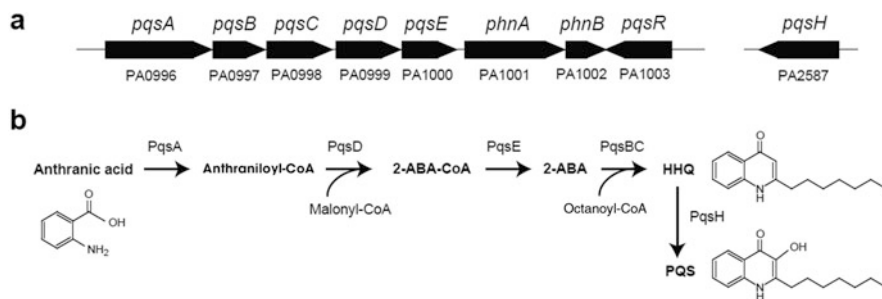 a
pqsA pqsB pqsC pqsD pqsE phnA phnB pqsR pqsH
PA0996 PA0997 PA0998 PA0999 PA1000 PA1001 PA1002 PA1003 PA2587
b
PqsA PqsD PqsE PqsBC
Anthranic acid Anthraniloyl-CoA 2-ABA-CoA 2-ABA HHQ
Malonyl-CoA Octanoyl-CoA
PqsH
PQS
O
OH
NH2
O
N
H
O
OH
N
H